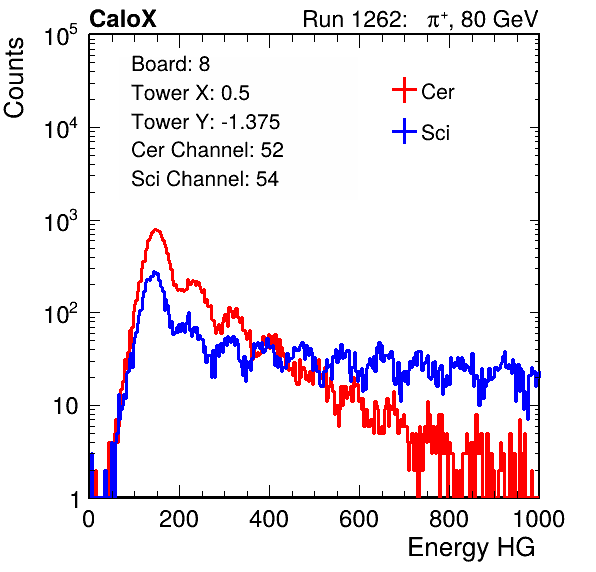 CaloX Run 1262: π⁺, 80 GeV
Counts
10⁵
10⁴
10³
10²
10
1
Board: 8
Tower X: 0.5
Tower Y: -1.375
Cer Channel: 52
Sci Channel: 54
Cer
Sci
0 200 400 600 800 1000
Energy HG